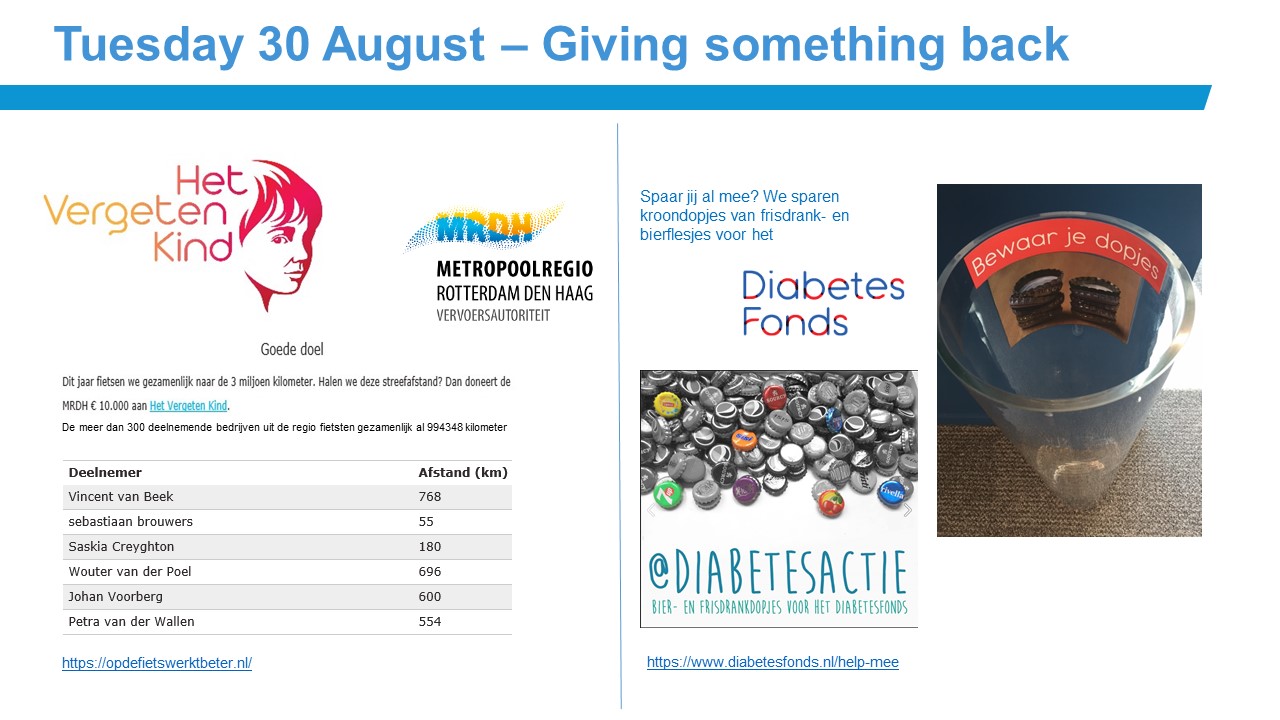 Tuesday 30 August – Giving something back
Het
Vergeten
Kind
MRDH
METROPOOLREGIO
ROTTERDAM DEN HAAG
VERVOERSAUTORITEIT
Goede doel
Dit jaar fietsen we gezamenlijk naar de 3 miljoen kilometer. Halen we deze streefafstand? Dan doneert de
MRDH € 10.000 aan Het Vergeten Kind.
De meer dan 300 deelnemende bedrijven uit de regio fietsten gezamenlijk al 994348 kilometer
Deelnemer Afstand (km)
Vincent van Beek 768
sebastiaan brouwers 55
Saskia Creyghton 180
Wouter van der Poel 696
Johan Voorberg 600
Petra van der Wallen 554
https://opdefietswerktbeter.nl/
Spaar jij al mee? We sparen
kroondopjes van frisdrank- en
bierflesjes voor het
Diabetes
Fonds
Rivella
@DIABETESACTIE
BIER- EN FRISDRANKDOPJES VOOR HET DIABETESFONDS
https://www.diabetesfonds.nl/help-mee
Bewaar je dopjes